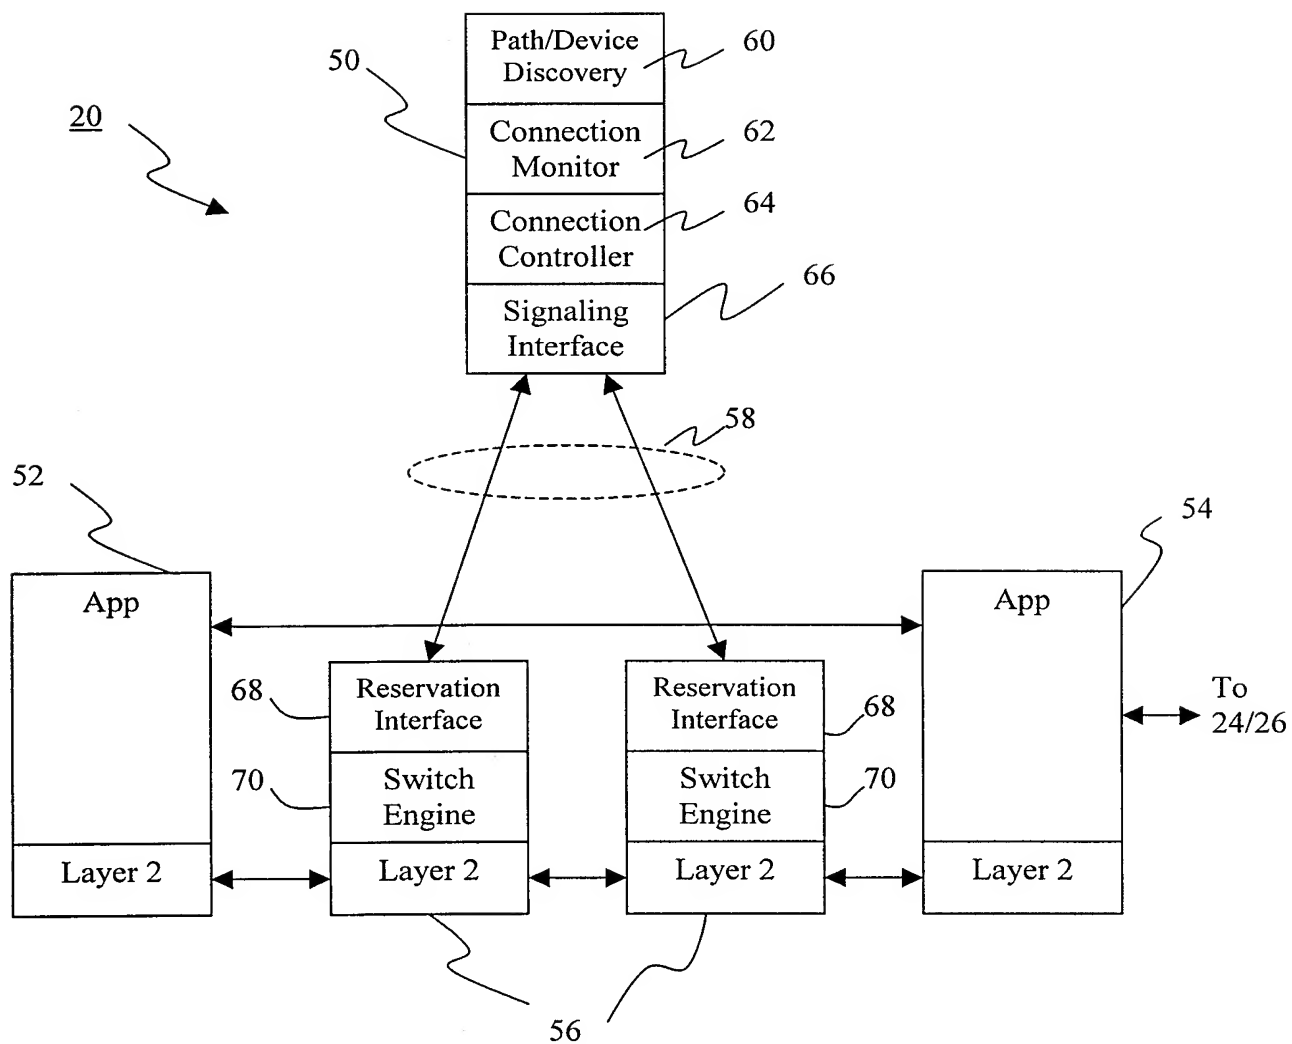 Path/Device
Discovery
60
50
20
Connection
Monitor
62
Connection
Controller
64
66
Signaling
Interface
58
52
54
App
App
68
Reservation
Interface
Reservation
Interface
68
To
24/26
70
Switch
Engine
Switch
Engine
70
Layer 2
Layer 2
Layer 2
Layer 2
56